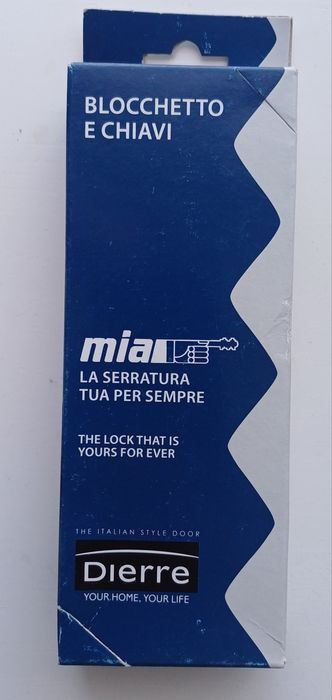 BLOCCHETTO
E CHIAVI
mia
LA SERRATURA
TUA PER SEMPRE
THE LOCK THAT IS
YOURS FOR EVER
THE ITALIAN STYLE DOOR
Dierre
YOUR HOME, YOUR LIFE